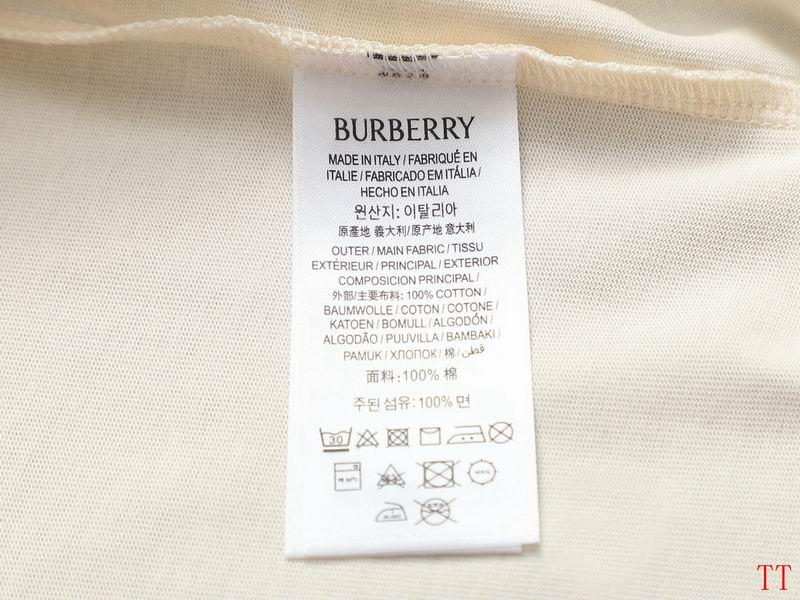 BURBERRY
MADE IN ITALY / FABRIQUÉ EN
ITALIE / FABRICADO EM ITÁLIA /
HECHO EN ITALIA
원산지: 이탈리아
原產地 義大利/原产地 意大利
OUTER / MAIN FABRIC / TISSU
EXTÉRIEUR / PRINCIPAL / EXTERIOR
COMPOSICION PRINCIPAL /
外部/主要布料: 100% COTTON /
BAUMWOLLE / COTON / COTONE /
KATOEN / BOMULL / ALGODÓN /
ALGODÃO / PUUVILLA / BAMBAKI /
PAMUK / ХЛОПОК / 棉 / قطن
面料:100% 棉
주된 섬유:100% 면
30
TT